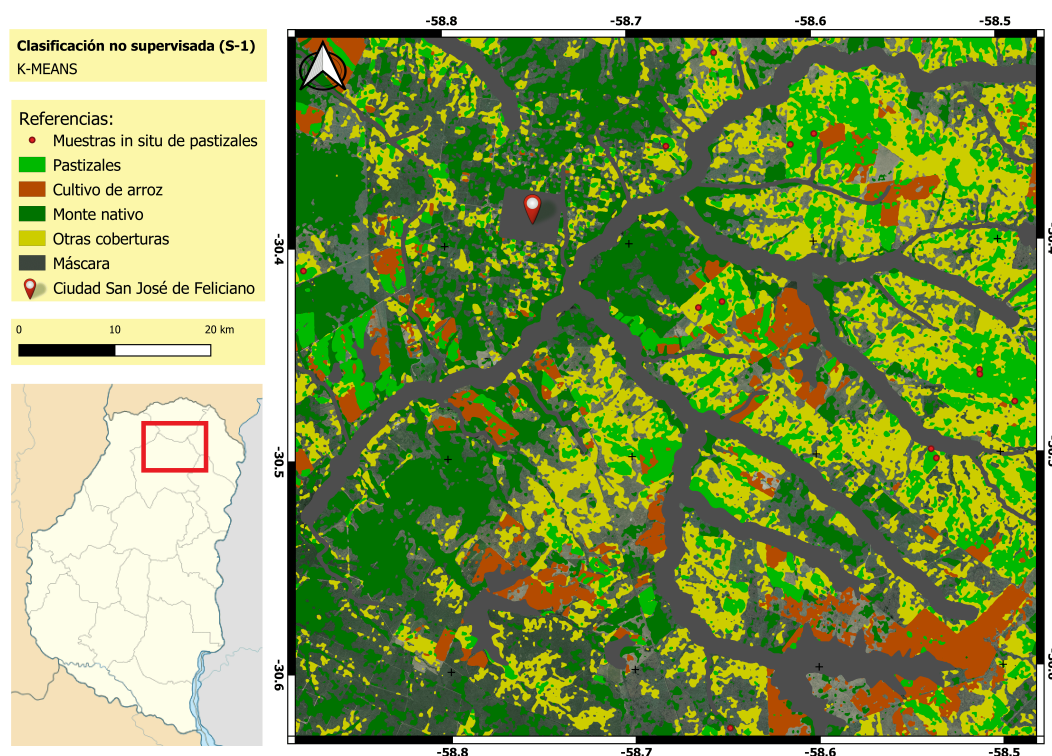 Clasificación no supervisada (S-1)
K-MEANS
Referencias:
Muestras in situ de pastizales
Pastizales
Cultivo de arroz
Monte nativo
Otras coberturas
Máscara
Ciudad San José de Feliciano
0 10 20 km
-58.8 -58.7 -58.6 -58.5
-30.4
-30.5
-30.6
-58.8 -58.7 -58.6 -58.5